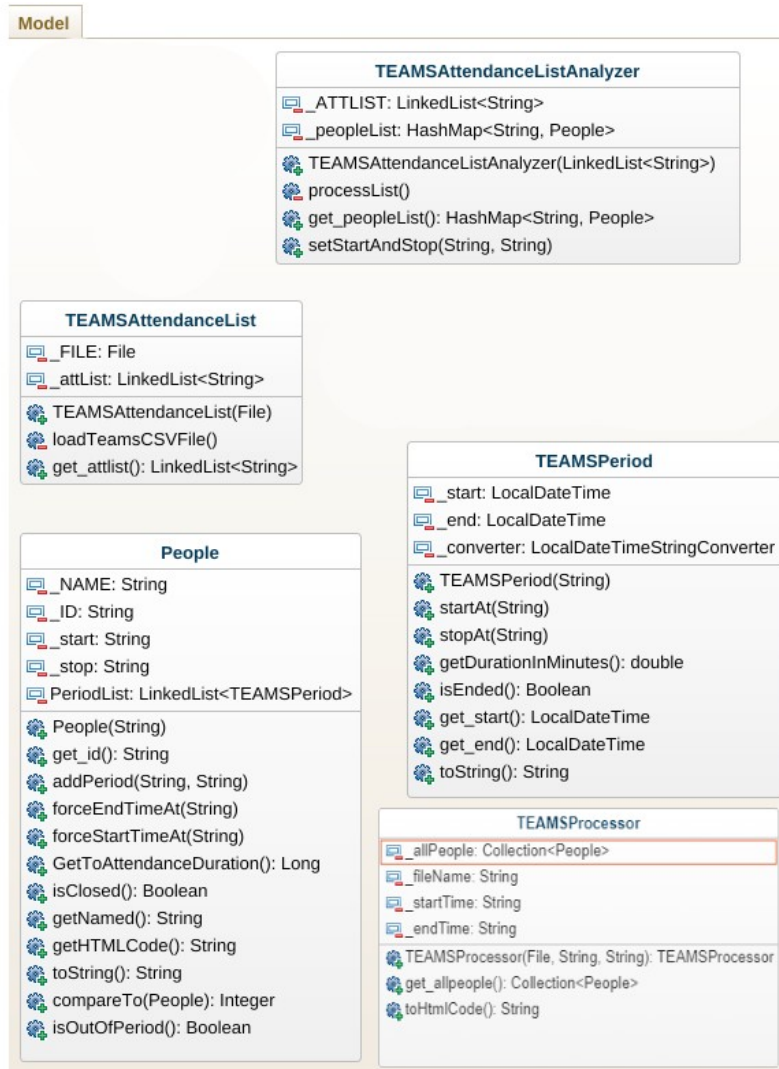 Model
TEAMSAttendanceListAnalyzer
_ATTLIST: LinkedList<String>
_peopleList: HashMap<String, People>
TEAMSAttendanceListAnalyzer(LinkedList<String>)
processList()
get_peopleList(): HashMap<String, People>
setStartAndStop(String, String)
TEAMSAttendanceList
_FILE: File
_attList: LinkedList<String>
TEAMSAttendanceList(File)
loadTeamsCSVFile()
get_attlist(): LinkedList<String>
TEAMSPeriod
_start: LocalDateTime
_end: LocalDateTime
_converter: LocalDateTimeStringConverter
TEAMSPeriod(String)
startAt(String)
stopAt(String)
getDurationInMinutes(): double
isEnded(): Boolean
get_start(): LocalDateTime
get_end(): LocalDateTime
toString(): String
People
_NAME: String
_ID: String
_start: String
_stop: String
PeriodList: LinkedList<TEAMSPeriod>
People(String)
get_id(): String
addPeriod(String, String)
forceEndTimeAt(String)
forceStartTimeAt(String)
GetToAttendanceDuration(): Long
isClosed(): Boolean
getNamed(): String
getHTMLCode(): String
toString(): String
compareTo(People): Integer
isOutOfPeriod(): Boolean
TEAMSProcessor
_allPeople: Collection<People>
_fileName: String
_startTime: String
_endTime: String
TEAMSProcessor(File, String, String): TEAMSProcessor
get_allpeople(): Collection<People>
toHtmlCode(): String